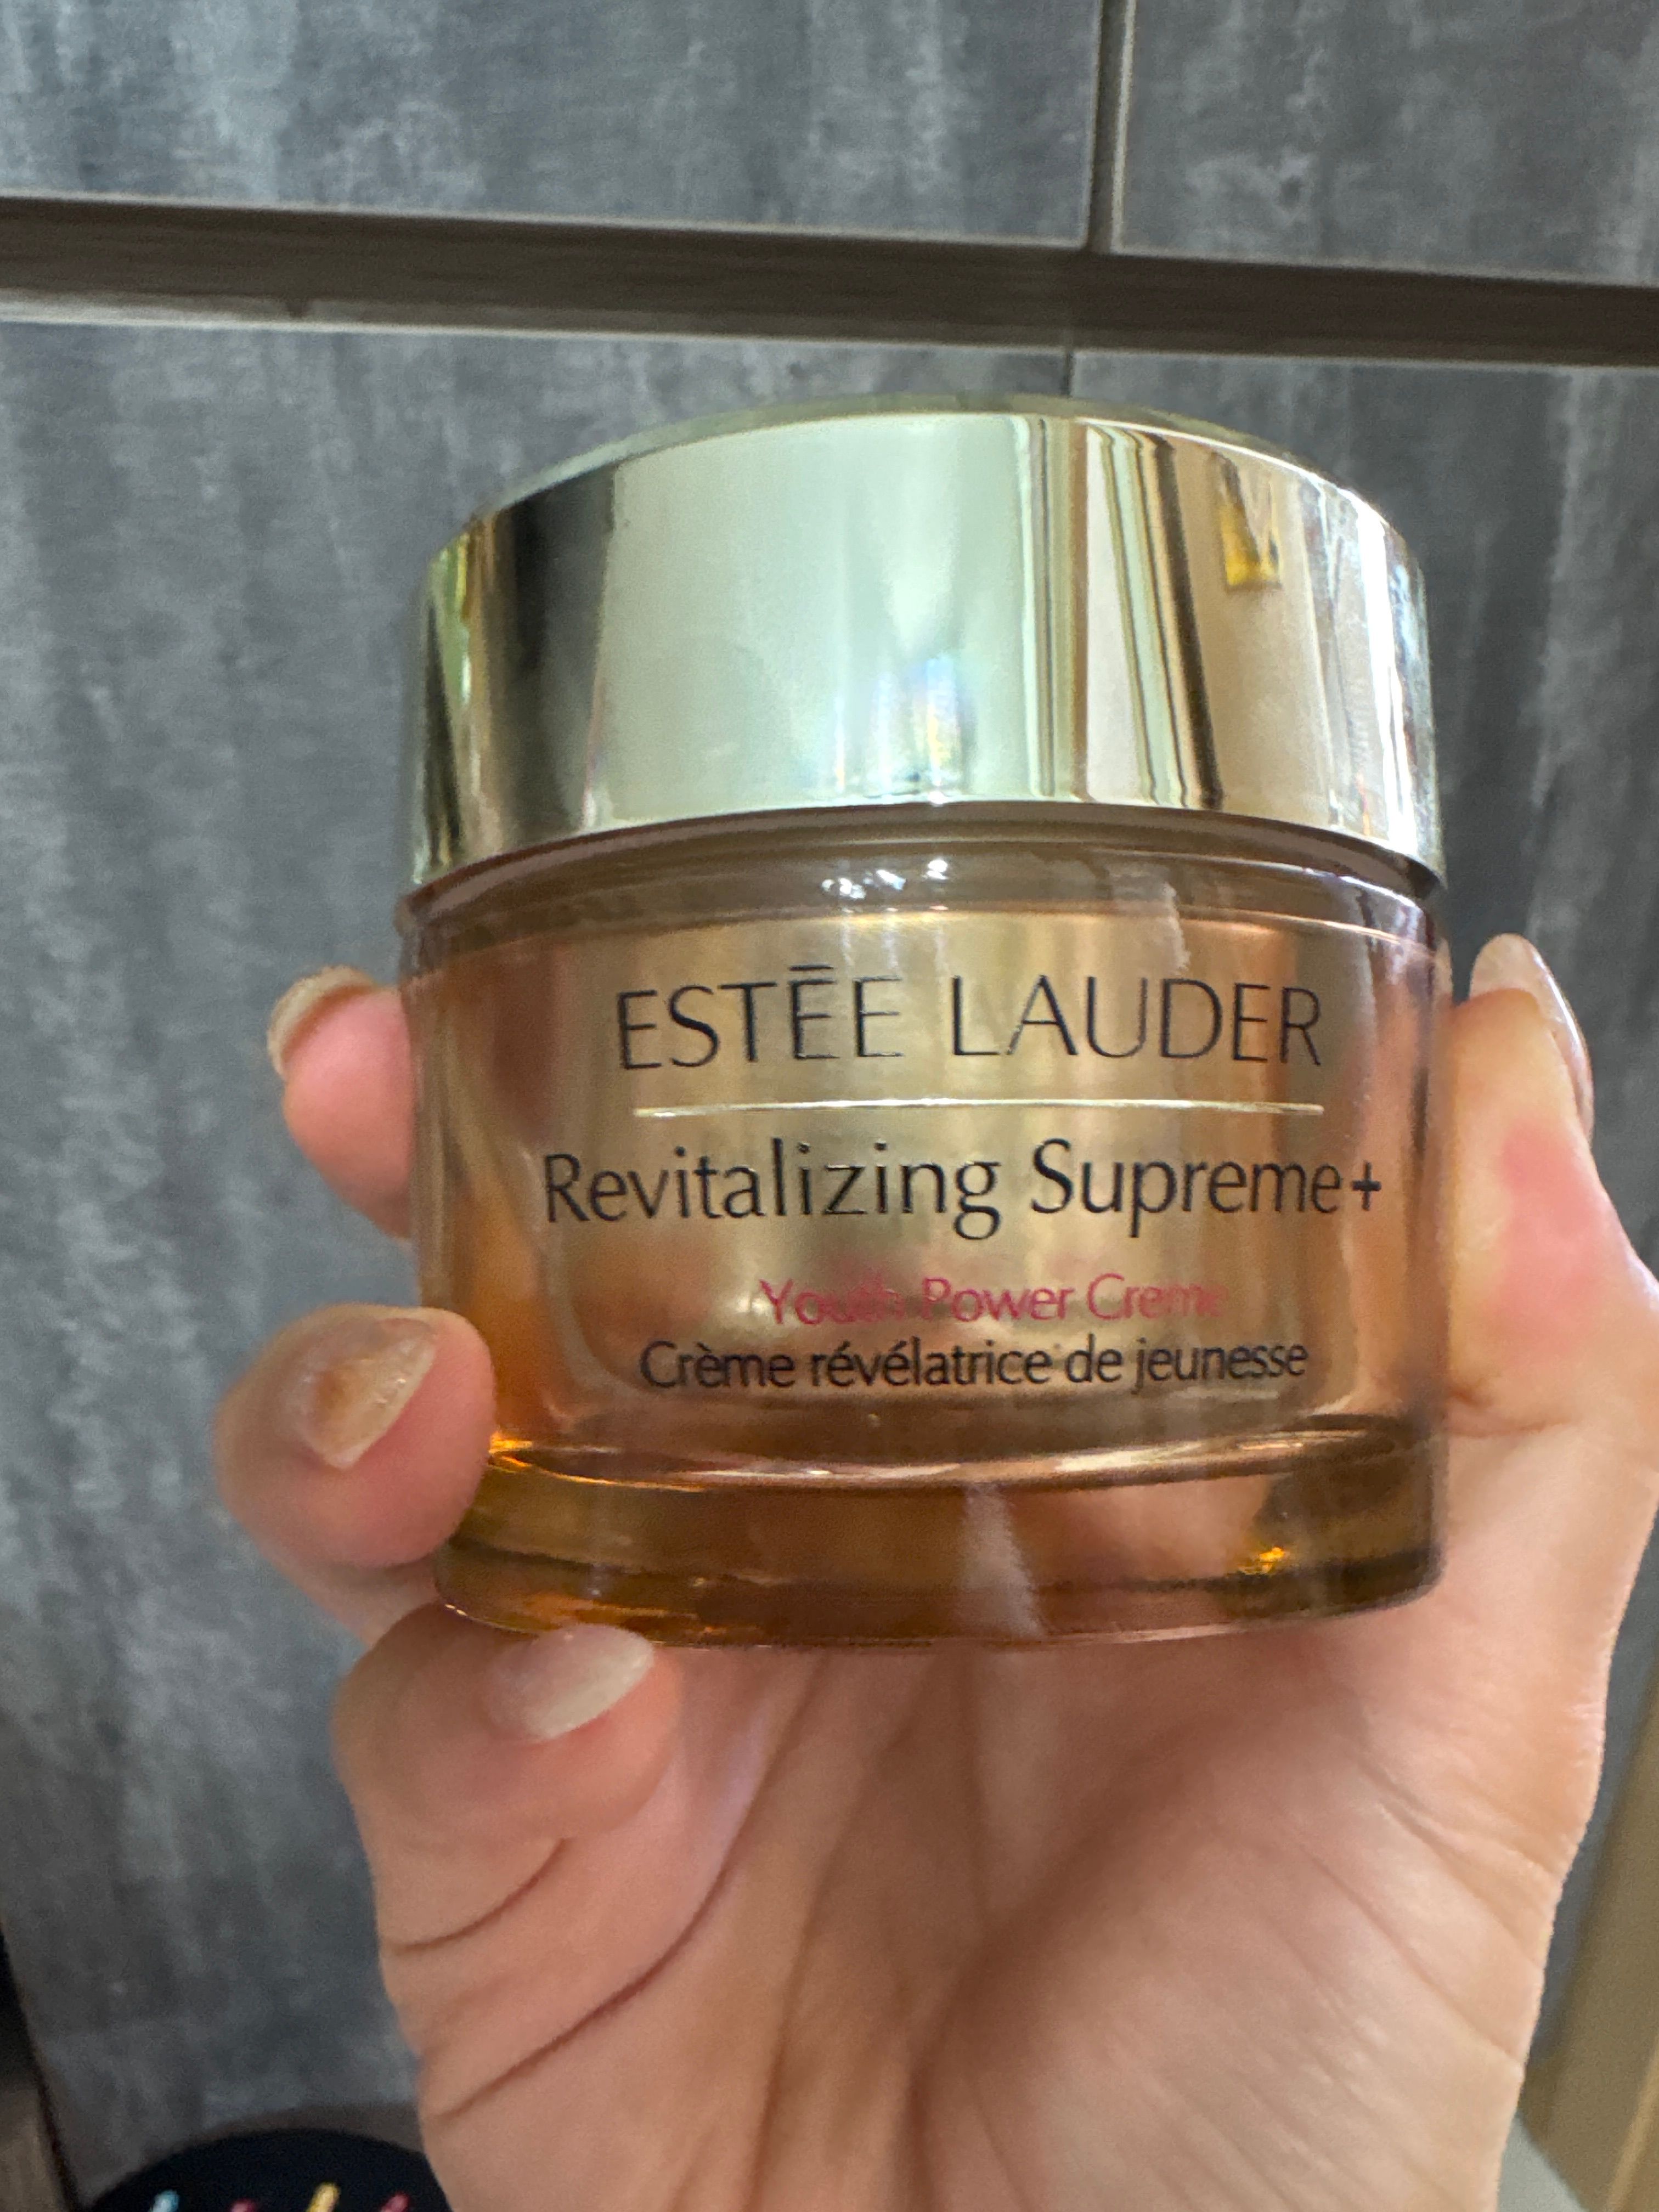 ESTĒE LAUDER
Revitalizing Supreme+
Youth Power Creme
Crème révélatrice de jeunesse